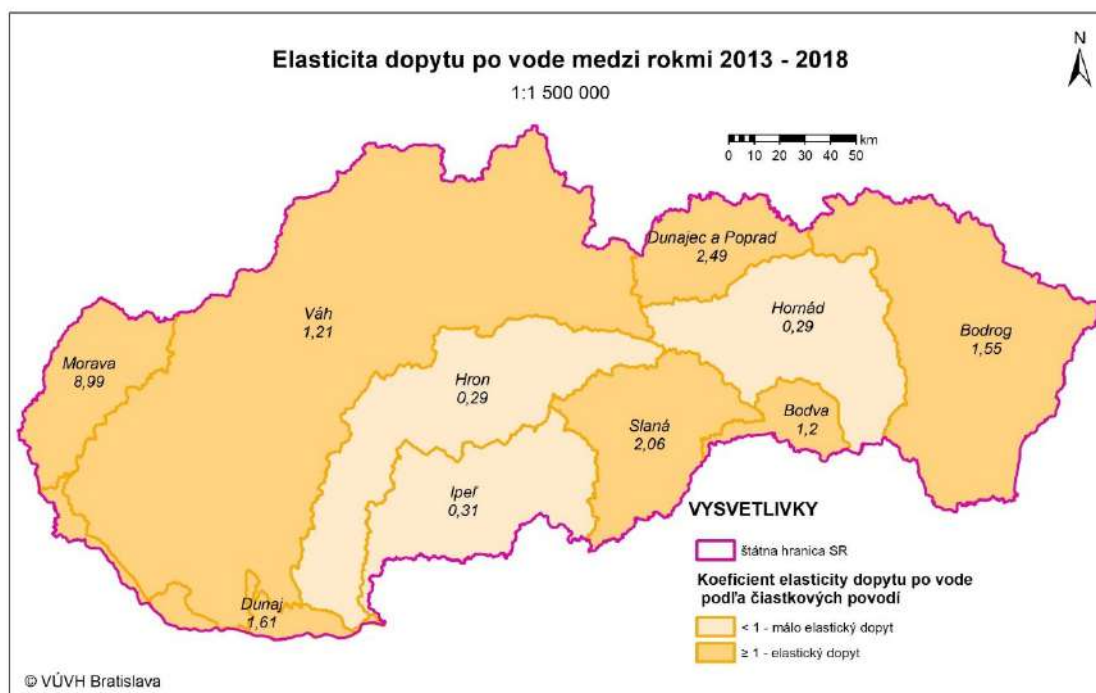 Elasticita dopytu po vode medzi rokmi 2013 - 2018
1:1 500 000
N
km
0 10 20 30 40 50
Dunajec a Poprad
2,49
Váh
1,21
Hornád
0,29
Bodrog
1,55
Morava
8,99
Hron
0,29
Slaná
2,06
Bodva
1,2
Ipeľ
0,31
Dunaj
1,61
VYSVETLIVKY
štátna hranica SR
Koeficient elasticity dopytu po vode
podľa čiastkových povodí
< 1 - málo elastický dopyt
≥ 1 - elastický dopyt
© VÚVH Bratislava